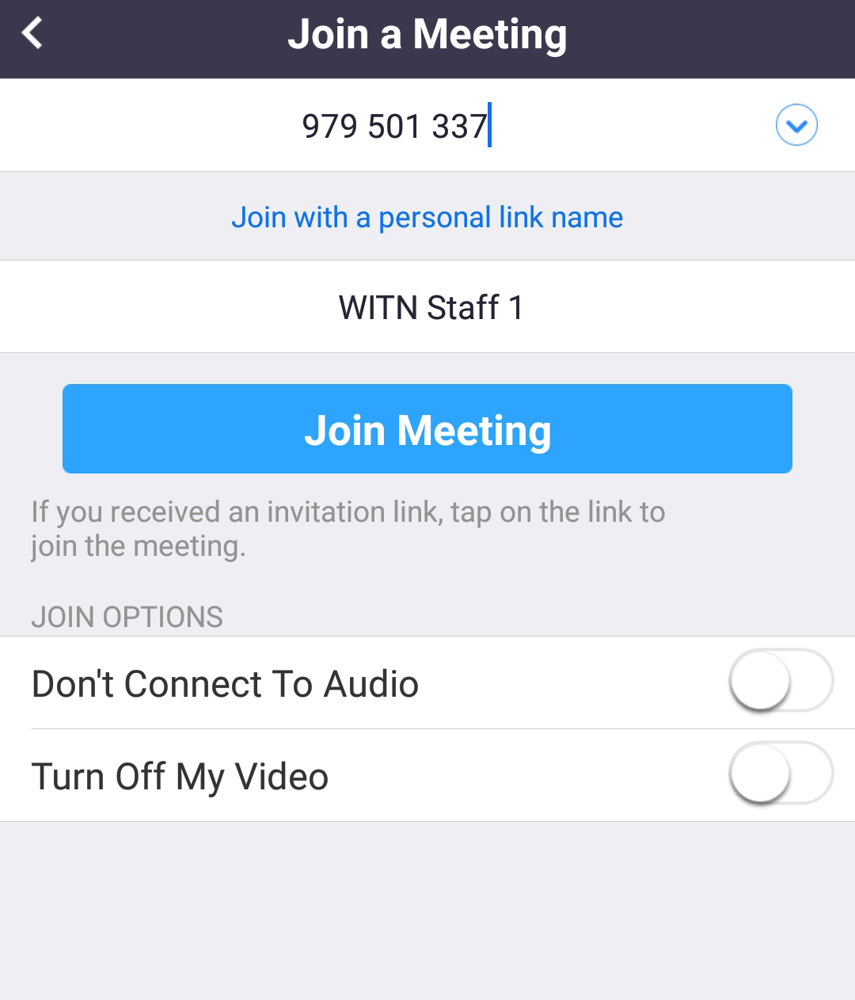 Join a Meeting
979 501 337
Join with a personal link name
WITN Staff 1
Join Meeting
If you received an invitation link, tap on the link to
join the meeting.
JOIN OPTIONS
Don't Connect To Audio
Turn Off My Video